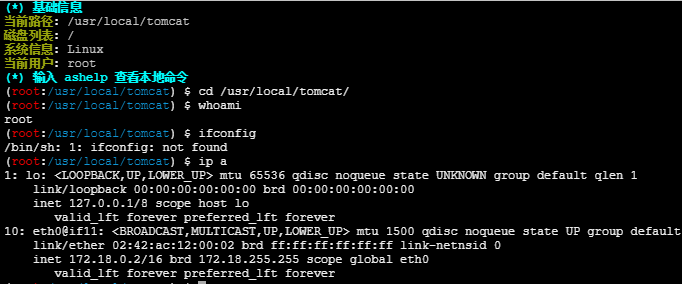 (*) 基础信息
当前路径: /usr/local/tomcat
磁盘列表: /
系统信息: Linux
当前用户: root
(*) 输入 ashelp 查看本地命令
(root:/usr/local/tomcat) $ cd /usr/local/tomcat/
(root:/usr/local/tomcat) $ whoami
root
(root:/usr/local/tomcat) $ ifconfig
/bin/sh: 1: ifconfig: not found
(root:/usr/local/tomcat) $ ip a
1: lo: <LOOPBACK,UP,LOWER_UP> mtu 65536 qdisc noqueue state UNKNOWN group default qlen 1
    link/loopback 00:00:00:00:00:00 brd 00:00:00:00:00:00
    inet 127.0.0.1/8 scope host lo
       valid_lft forever preferred_lft forever
10: eth0@if11: <BROADCAST,MULTICAST,UP,LOWER_UP> mtu 1500 qdisc noqueue state UP group default
    link/ether 02:42:ac:12:00:02 brd ff:ff:ff:ff:ff:ff link-netnsid 0
    inet 172.18.0.2/16 brd 172.18.255.255 scope global eth0
       valid_lft forever preferred_lft forever